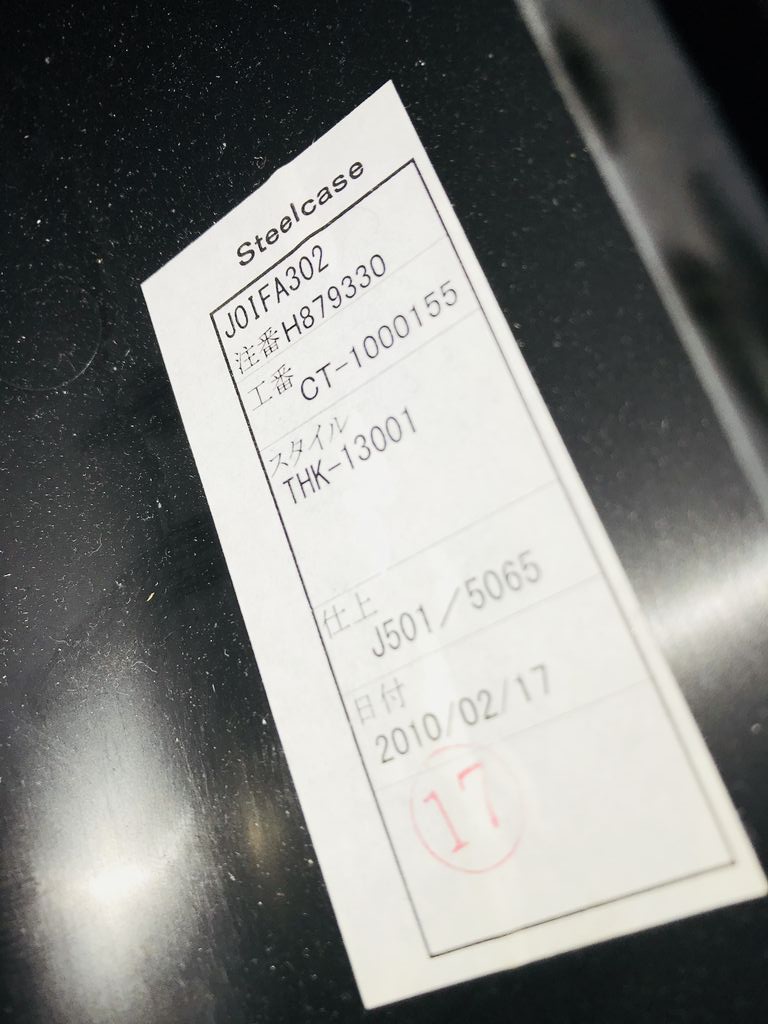 Steelcase
JOIFA302
注番H879330
工番 CT-1000155
スタイル
THK-13001
仕上
J501/5065
日付
2010/02/17
17